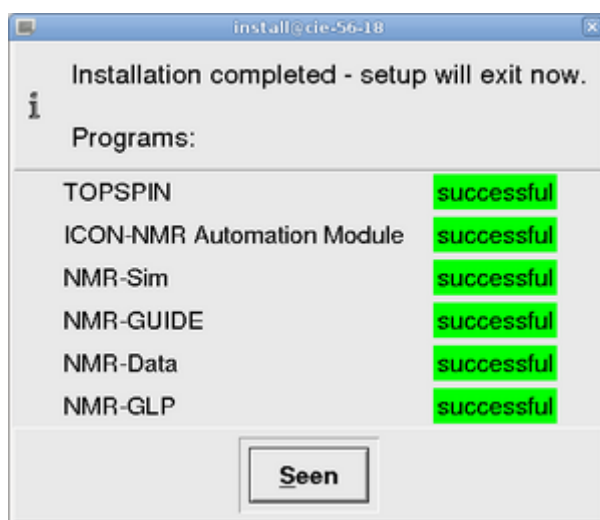 install@cie-56-18
Installation completed - setup will exit now.
Programs:
TOPSPIN successful
ICON-NMR Automation Module successful
NMR-Sim successful
NMR-GUIDE successful
NMR-Data successful
NMR-GLP successful
Seen